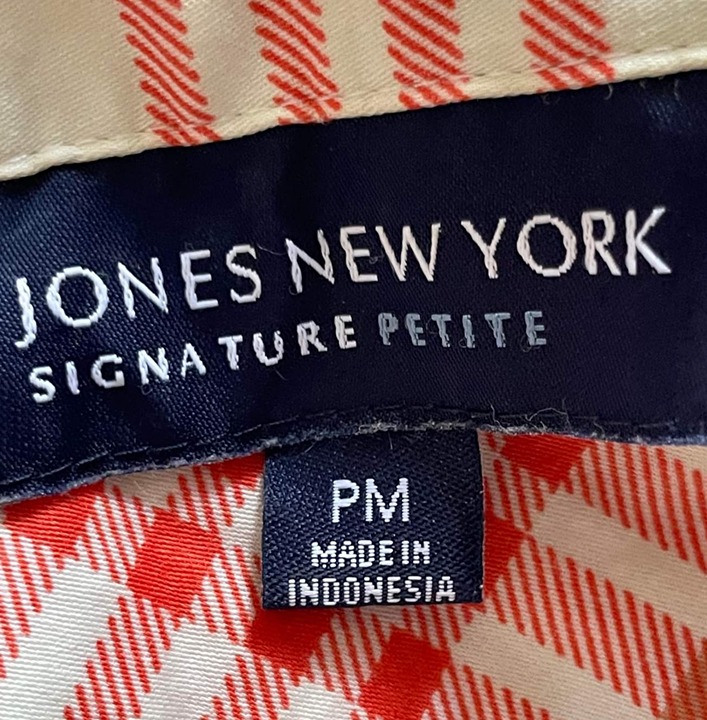 JONES NEW YORK
SIGNATURE PETITE
PM
MADE IN
INDONESIA